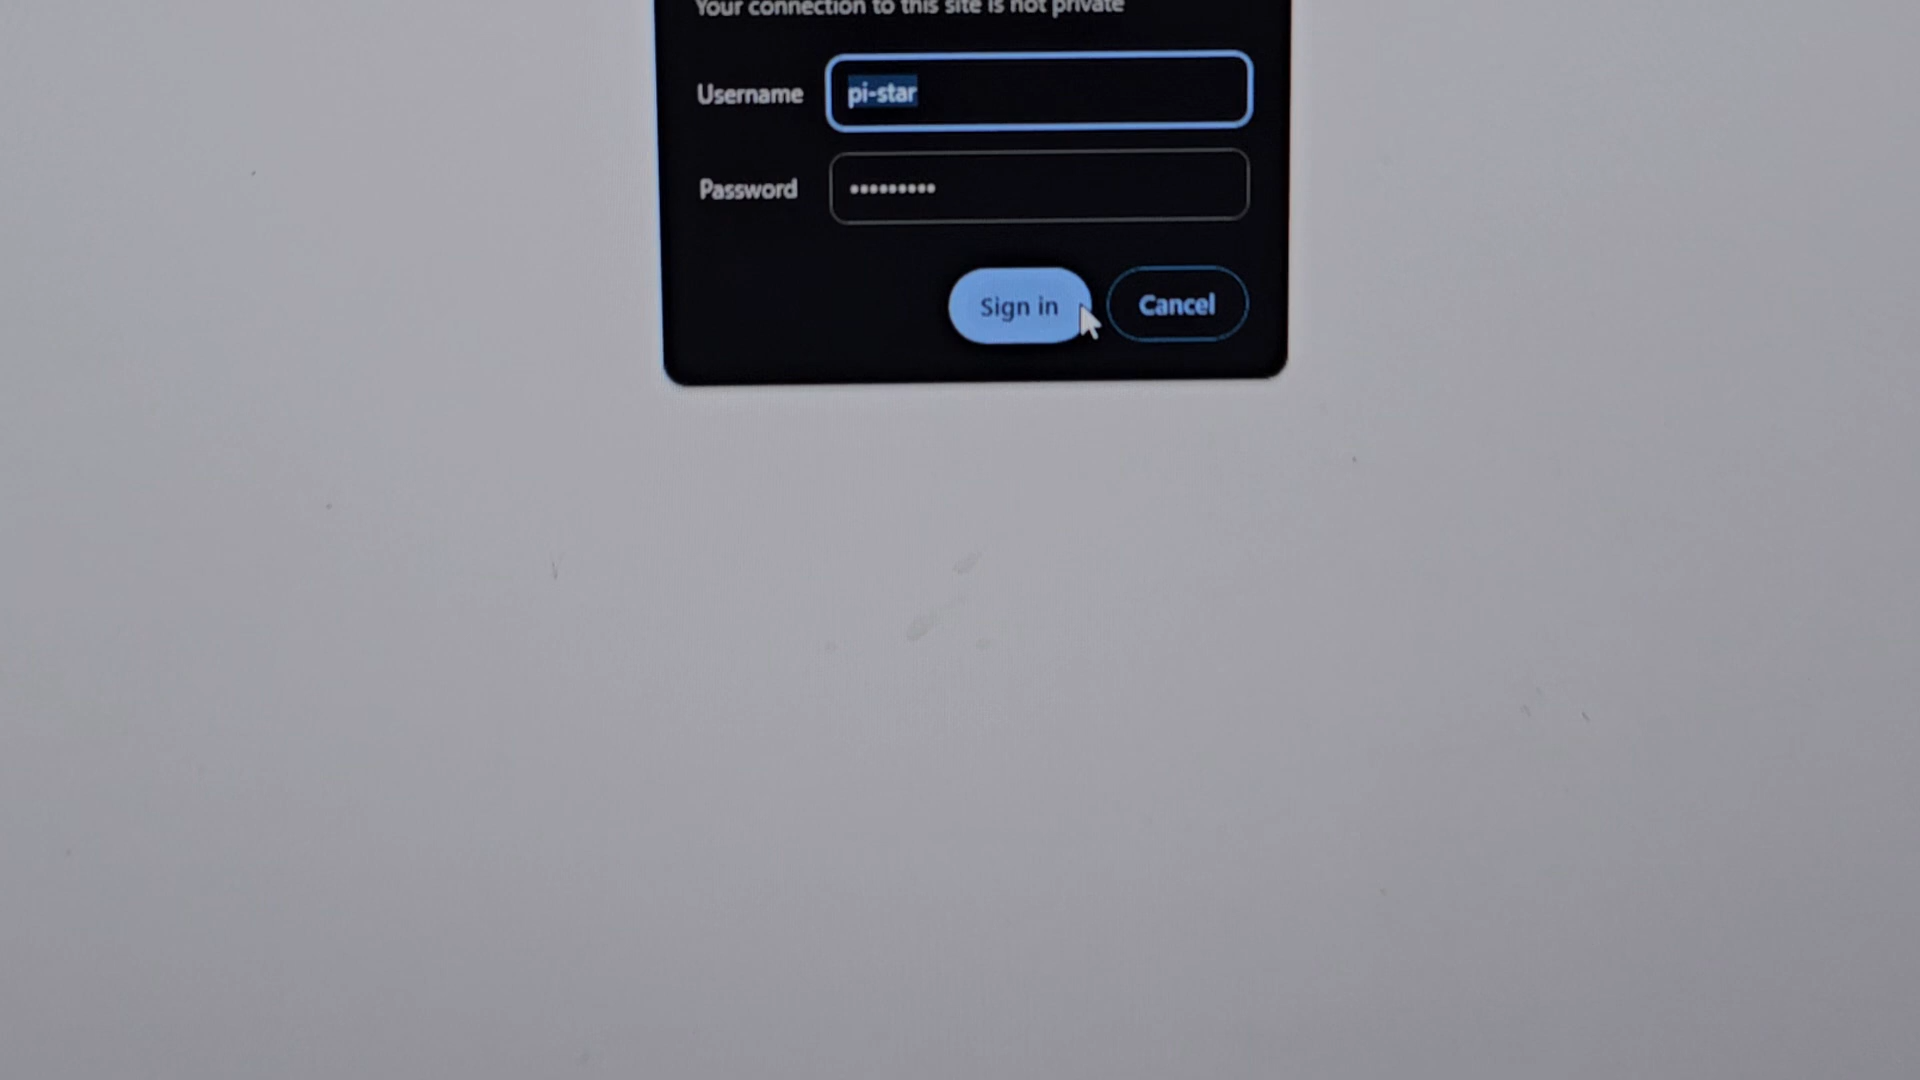 Your connection to this site is not private
Username pi-star
Password •••••••••
Sign in Cancel